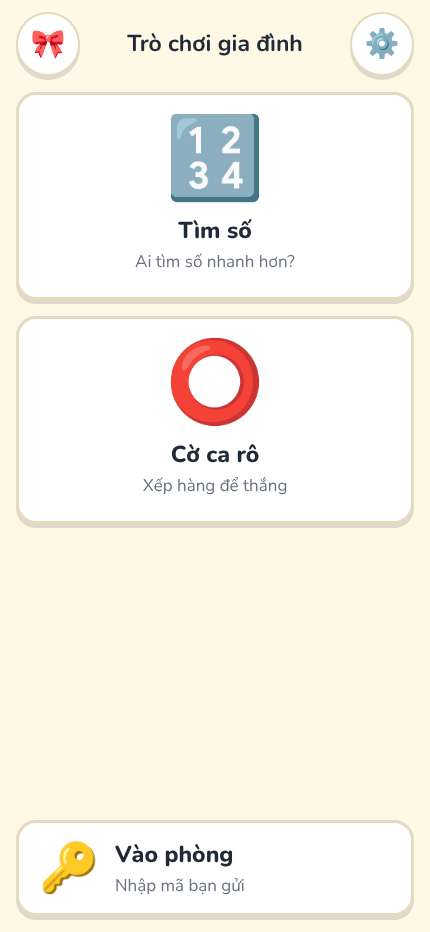 Trò chơi gia đình
1 2
3 4
Tìm số
Ai tìm số nhanh hơn?
Cờ ca rô
Xếp hàng để thắng
Vào phòng
Nhập mã bạn gửi